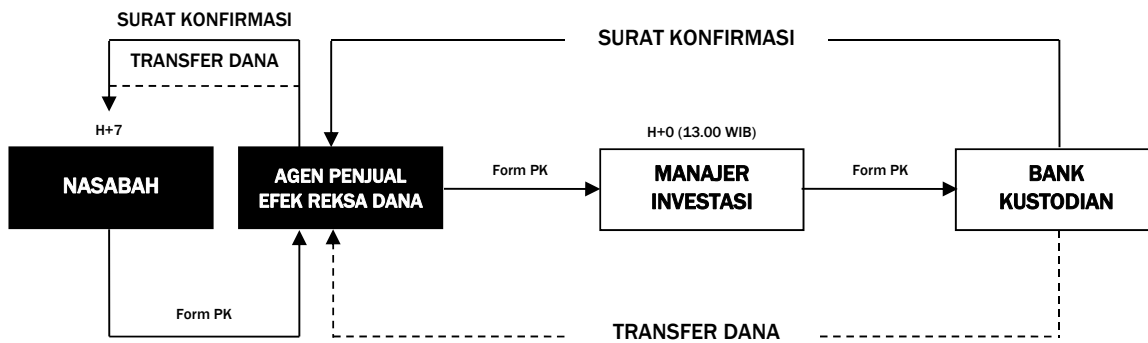 SURAT KONFIRMASI
TRANSFER DANA
SURAT KONFIRMASI
H+7
H+0 (13.00 WIB)
NASABAH
AGEN PENJUAL
EFEK REKSA DANA
Form PK
MANAJER
INVESTASI
Form PK
BANK
KUSTODIAN
Form PK
TRANSFER DANA